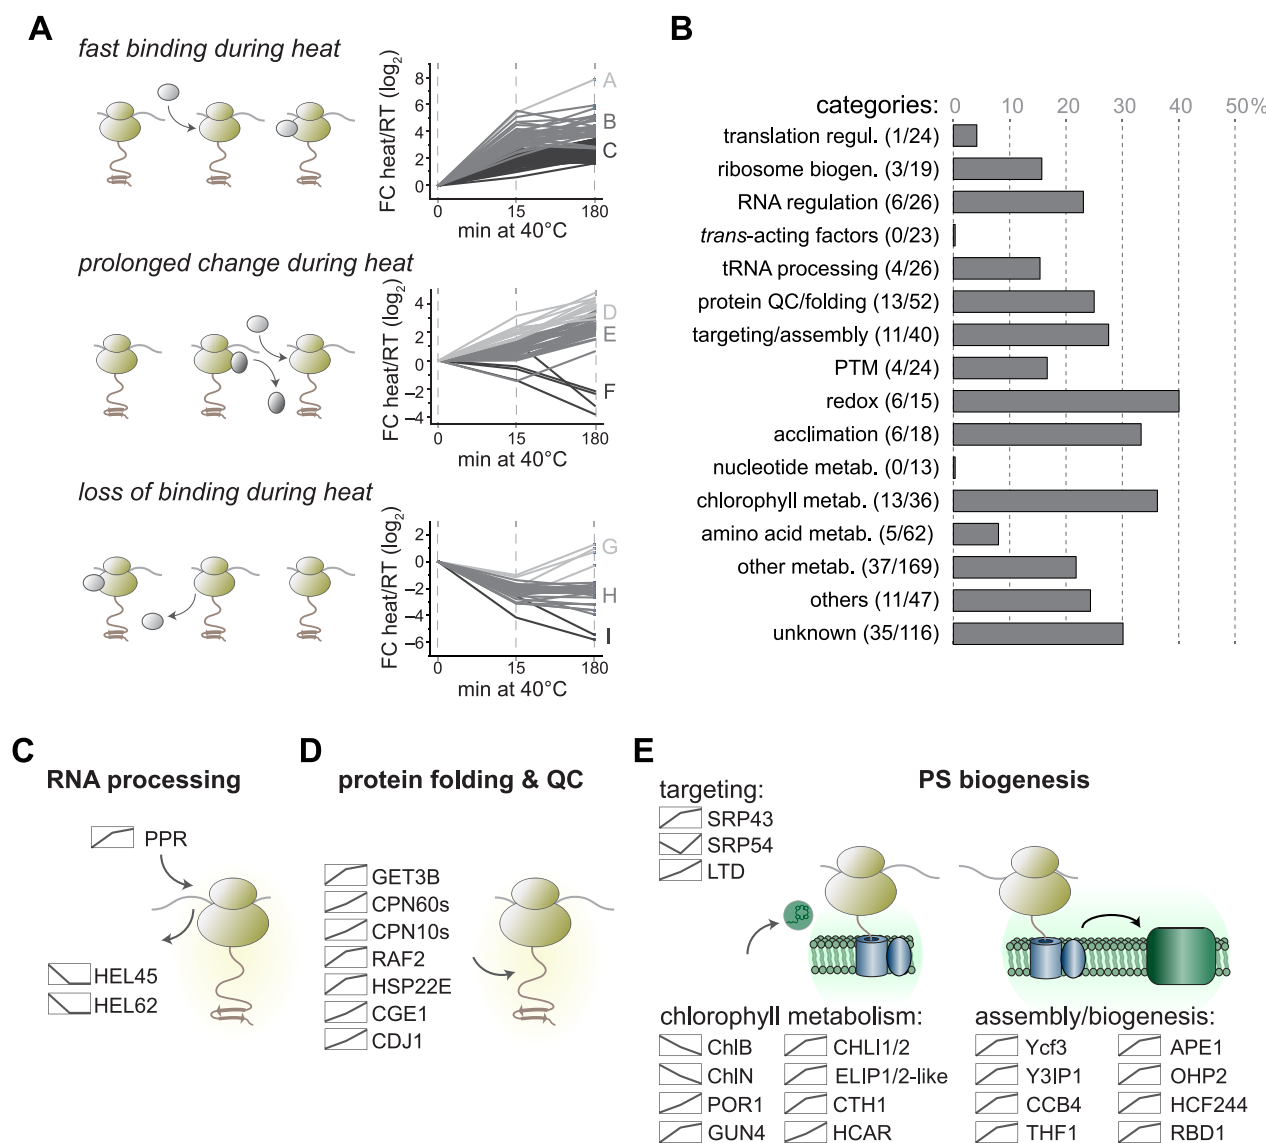 A
fast binding during heat
FC heat/RT (log2)
8
6
4
2
0
A
B
C
0 15 180
min at 40°C
prolonged change during heat
FC heat/RT (log2)
4
2
0
−2
−4
D
E
F
0 15 180
min at 40°C
loss of binding during heat
FC heat/RT (log2)
2
0
−2
−4
−6
G
H
I
0 15 180
min at 40°C
B
categories: 0 10 20 30 40 50%
translation regul. (1/24)
ribosome biogen. (3/19)
RNA regulation (6/26)
trans-acting factors (0/23)
tRNA processing (4/26)
protein QC/folding (13/52)
targeting/assembly (11/40)
PTM (4/24)
redox (6/15)
acclimation (6/18)
nucleotide metab. (0/13)
chlorophyll metab. (13/36)
amino acid metab. (5/62)
other metab. (37/169)
others (11/47)
unknown (35/116)
C
RNA processing
PPR
HEL45
HEL62
D
protein folding & QC
GET3B
CPN60s
CPN10s
RAF2
HSP22E
CGE1
CDJ1
E
PS biogenesis
targeting:
SRP43
SRP54
LTD
chlorophyll metabolism:
ChlB
ChlN
POR1
GUN4
CHLI1/2
ELIP1/2-like
CTH1
HCAR
assembly/biogenesis:
Ycf3
Y3IP1
CCB4
THF1
APE1
OHP2
HCF244
RBD1